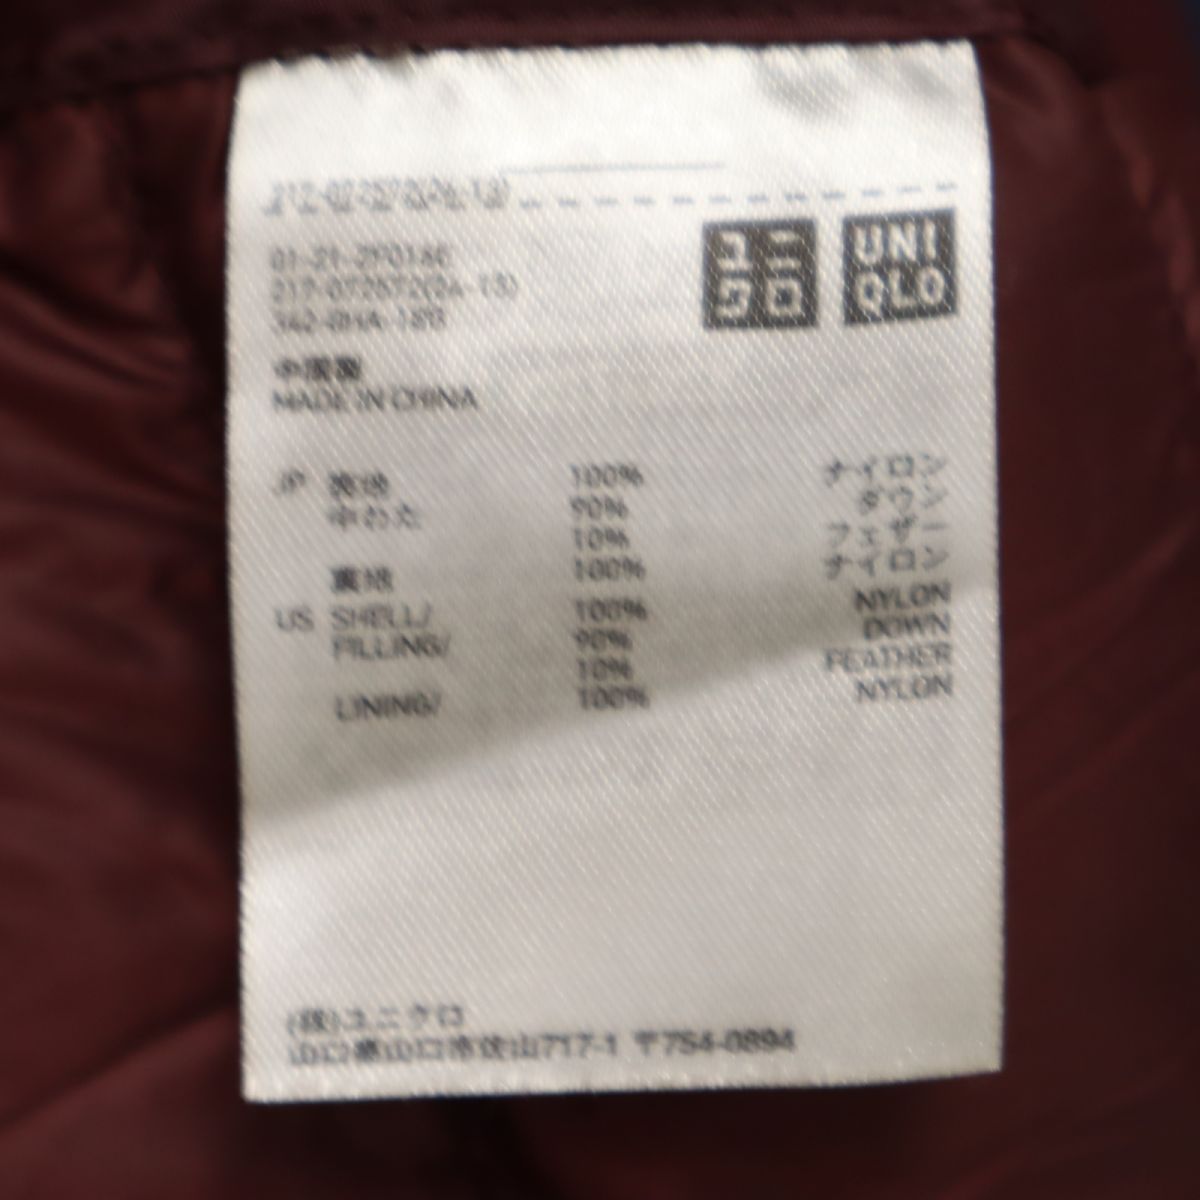 ユニ UNI
クロ QLO
中国製
MADE IN CHINA
JP 表地 100% ナイロン
中わた 90% ダウン
10% フェザー
裏地 100% ナイロン
US SHELL/ 100% NYLON
FILLING/ 90% DOWN
10% FEATHER
LINING/ 100% NYLON
(株)ユニクロ
山口県山口市佐山717-1 〒754-0894